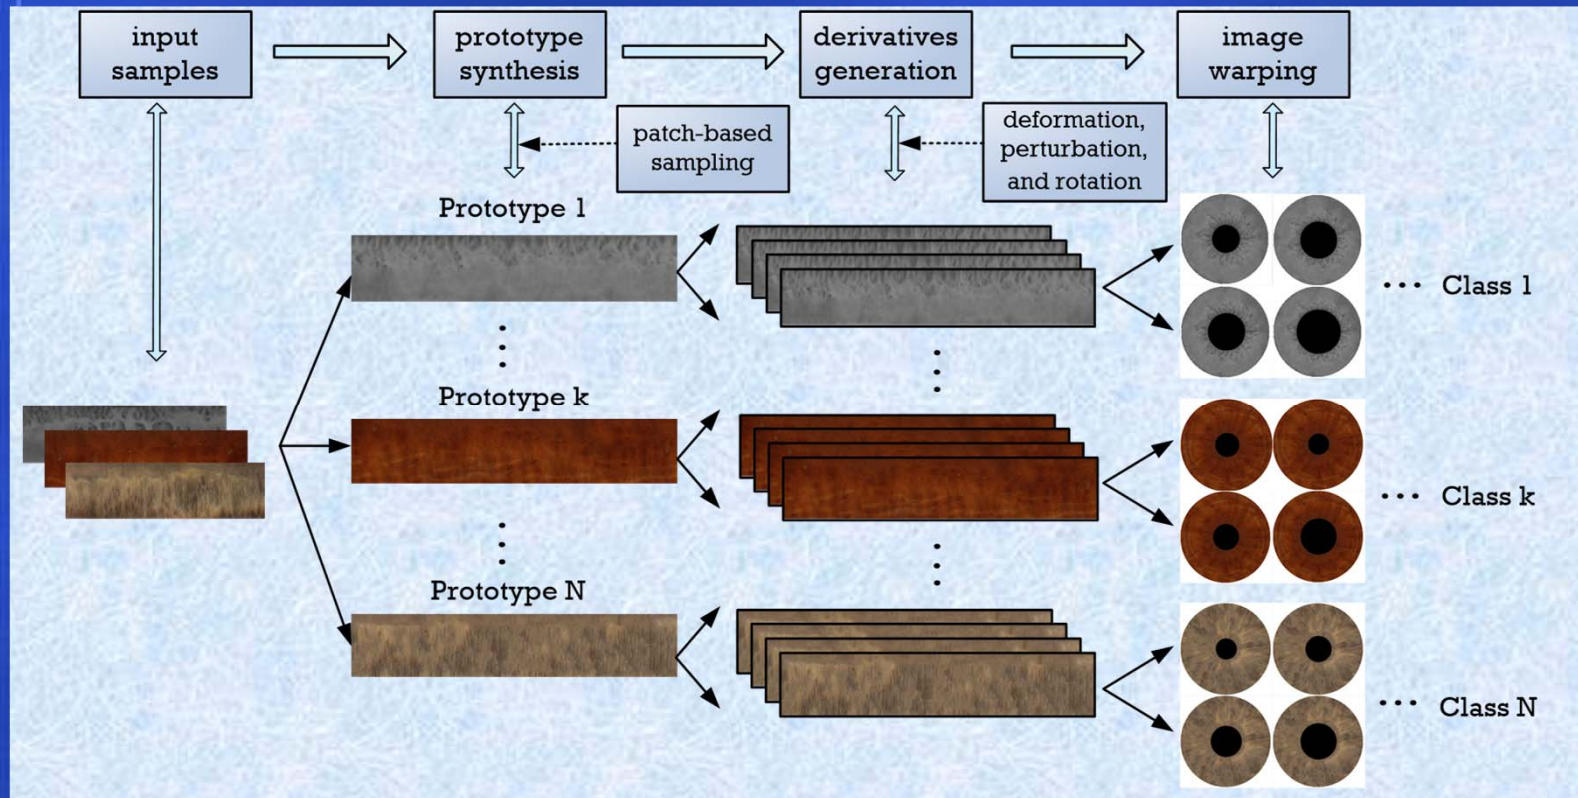 input
samples
prototype
synthesis
derivatives
generation
image
warping
patch-based
sampling
deformation,
perturbation,
and rotation
Prototype 1
... Class 1
Prototype k
... Class k
Prototype N
... Class N